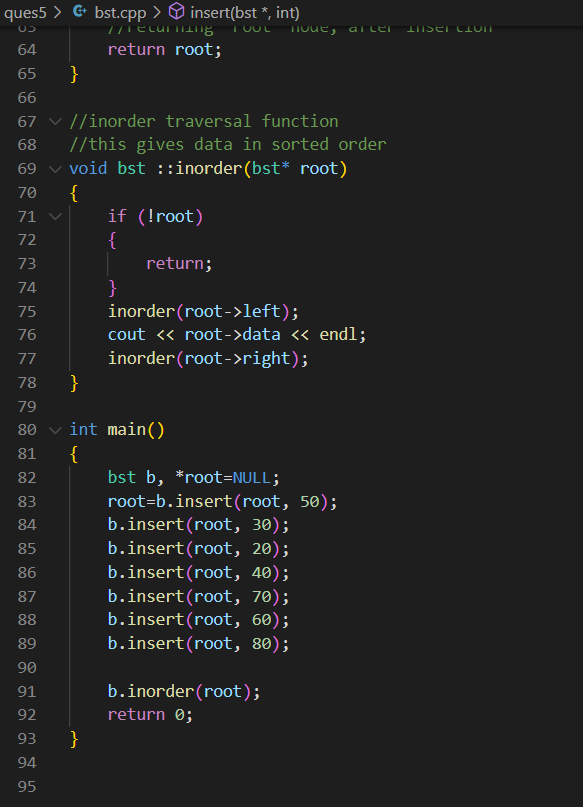 ques5 > bst.cpp > insert(bst *, int)
63 //returning 'root' node, after insertion
64 return root;
65 }
66
67 //inorder traversal function
68 //this gives data in sorted order
69 void bst ::inorder(bst* root)
70 {
71 if (!root)
72 {
73 return;
74 }
75 inorder(root->left);
76 cout << root->data << endl;
77 inorder(root->right);
78 }
79
80 int main()
81 {
82 bst b, *root=NULL;
83 root=b.insert(root, 50);
84 b.insert(root, 30);
85 b.insert(root, 20);
86 b.insert(root, 40);
87 b.insert(root, 70);
88 b.insert(root, 60);
89 b.insert(root, 80);
90
91 b.inorder(root);
92 return 0;
93 }
94
95